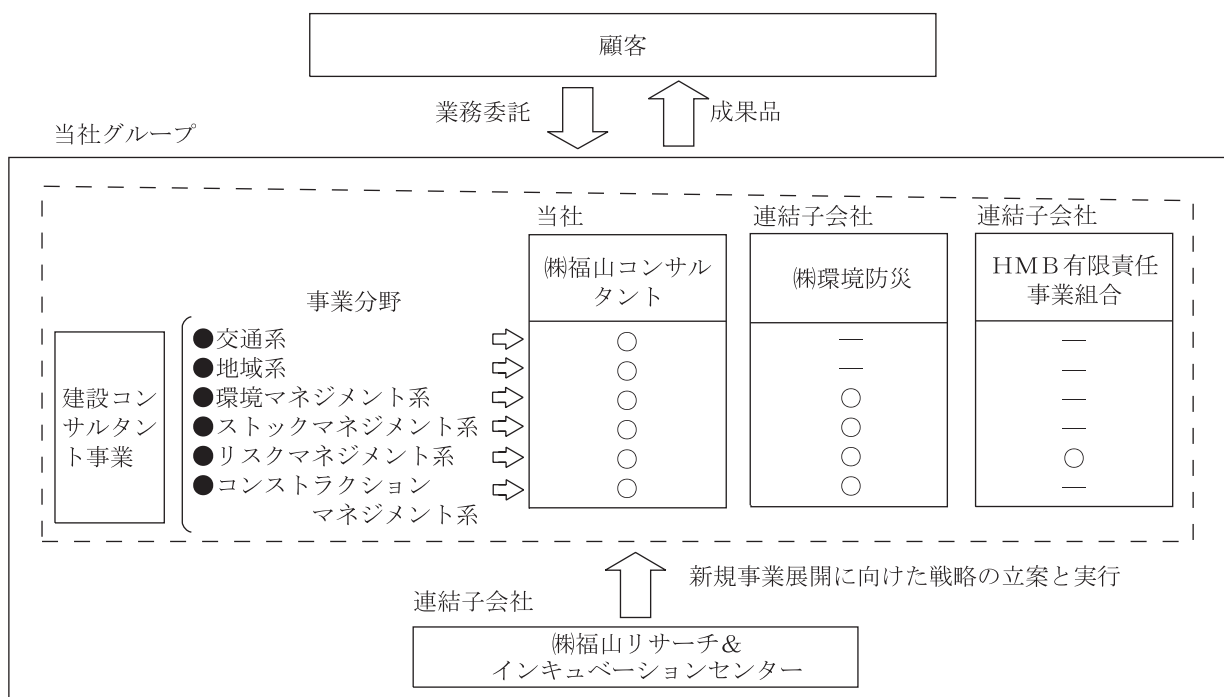 顧客
業務委託
成果品
当社グループ
当社
連結子会社
連結子会社
㈱福山コンサル
タント
㈱環境防災
ＨＭＢ有限責任
事業組合
事業分野
建設コン
サルタン
ト事業
●交通系
○
―
―
●地域系
○
―
―
●環境マネジメント系
○
○
―
●ストックマネジメント系
○
○
―
●リスクマネジメント系
○
○
○
●コンストラクション
マネジメント系
○
○
―
新規事業展開に向けた戦略の立案と実行
連結子会社
㈱福山リサーチ＆
インキュベーションセンター